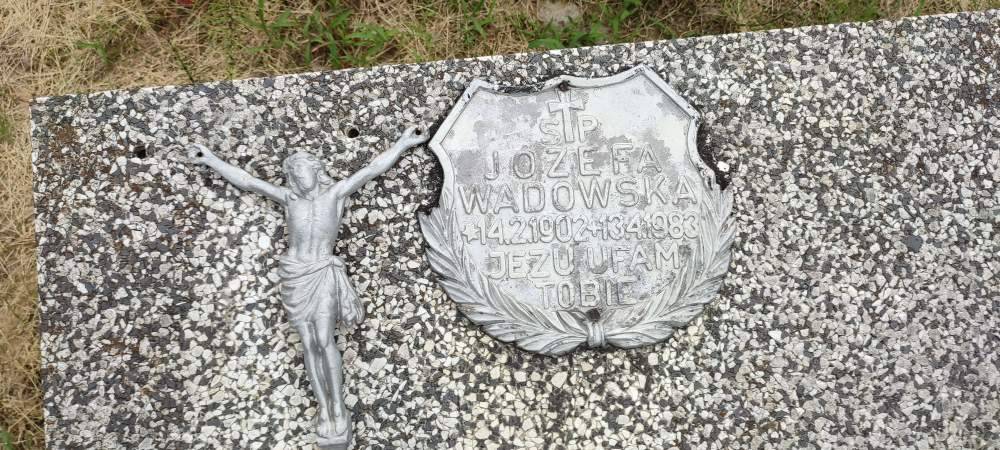 ŚP
JÓZEFA
WADOWSKA
+14.2.1902+13.4.1983
JEZU UFAM
TOBIE